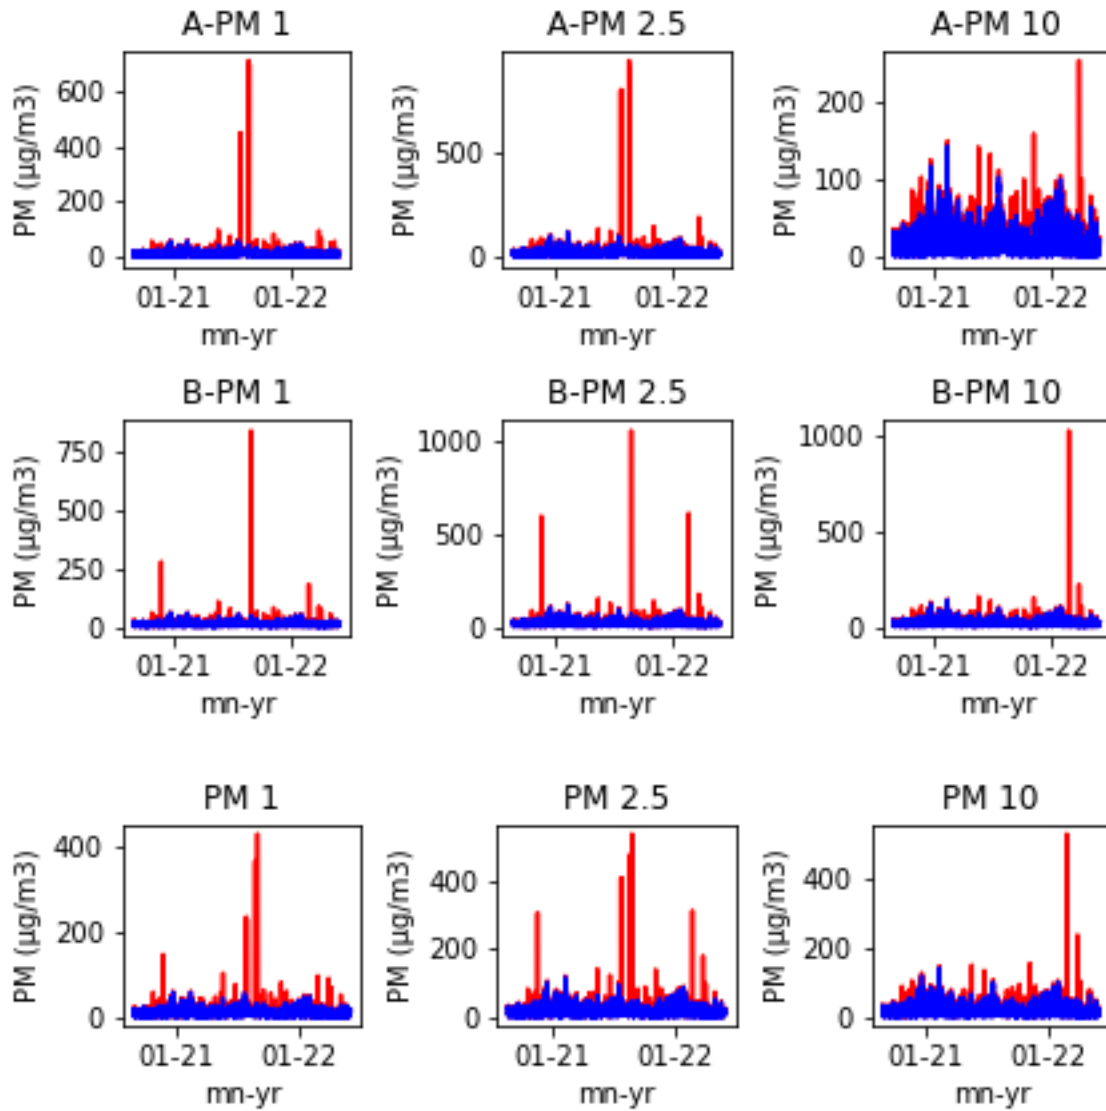 A-PM 1
A-PM 2.5
A-PM 10
PM (µg/m3)
600
400
200
0
01-21
01-22
mn-yr
PM (µg/m3)
500
0
01-21
01-22
mn-yr
PM (µg/m3)
200
100
0
01-21
01-22
mn-yr
B-PM 1
B-PM 2.5
B-PM 10
PM (µg/m3)
750
500
250
0
01-21
01-22
mn-yr
PM (µg/m3)
1000
500
0
01-21
01-22
mn-yr
PM (µg/m3)
1000
500
0
01-21
01-22
mn-yr
PM 1
PM 2.5
PM 10
PM (µg/m3)
400
200
0
01-21
01-22
mn-yr
PM (µg/m3)
400
200
0
01-21
01-22
mn-yr
PM (µg/m3)
400
200
0
01-21
01-22
mn-yr